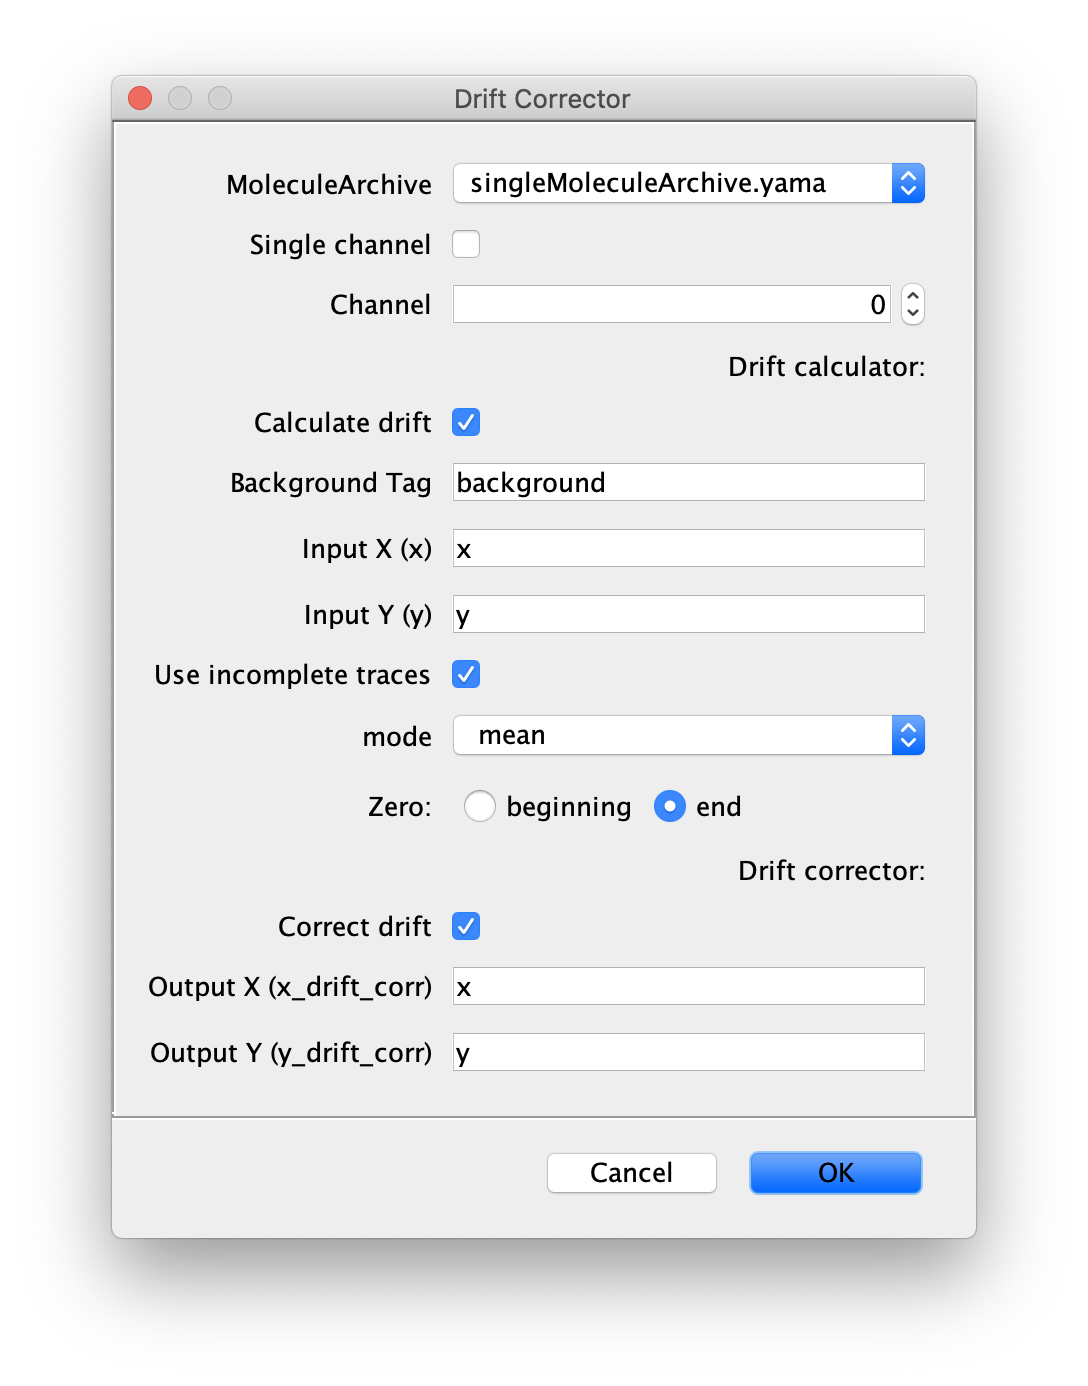 Drift Corrector
MoleculeArchive singleMoleculeArchive.yama
Single channel
Channel 0
Drift calculator:
Calculate drift
Background Tag background
Input X (x) x
Input Y (y) y
Use incomplete traces
mode mean
Zero: beginning end
Drift corrector:
Correct drift
Output X (x_drift_corr) x
Output Y (y_drift_corr) y
Cancel OK